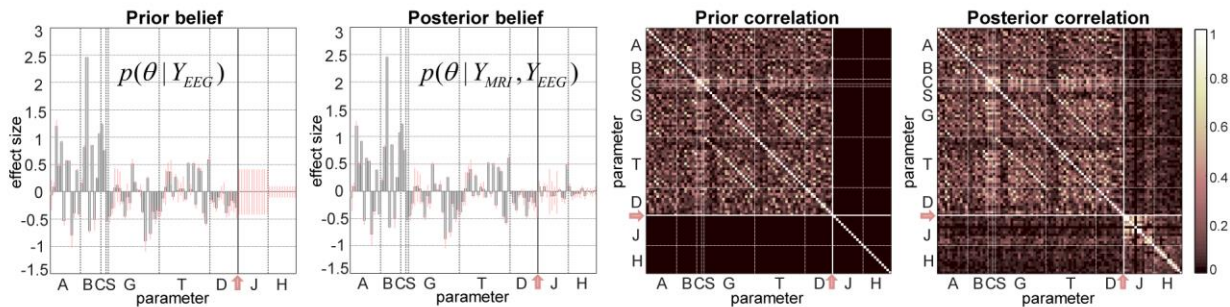 Prior belief
3
2.5
2
1.5
1
0.5
0
-0.5
-1
-1.5
effect size
p(θ | Y_EEG)
A B C S G T D J H
parameter
Posterior belief
3
2.5
2
1.5
1
0.5
0
-0.5
-1
-1.5
effect size
p(θ | Y_MRI, Y_EEG)
A B C S G T D J H
parameter
Prior correlation
A
B
C
S
G
T
D
J
H
parameter
A B C S G T D J H
parameter
Posterior correlation
A
B
C
S
G
T
D
J
H
parameter
A B C S G T D J H
parameter
1
0.8
0.6
0.4
0.2
0